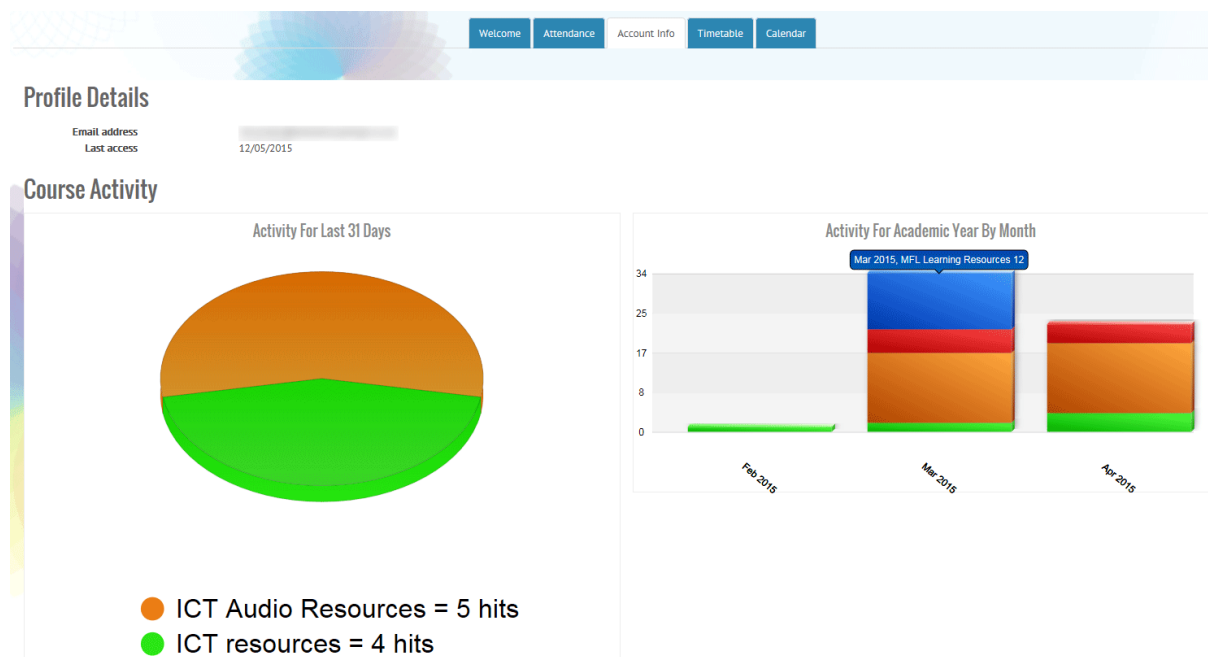 Welcome
Attendance
Account Info
Timetable
Calendar
Profile Details
Email address
Last access 12/05/2015
Course Activity
Activity For Last 31 Days
ICT Audio Resources = 5 hits
ICT resources = 4 hits
Activity For Academic Year By Month
Mar 2015, MFL Learning Resources 12
34
25
17
8
0
Feb 2015
Mar 2015
Apr 2015